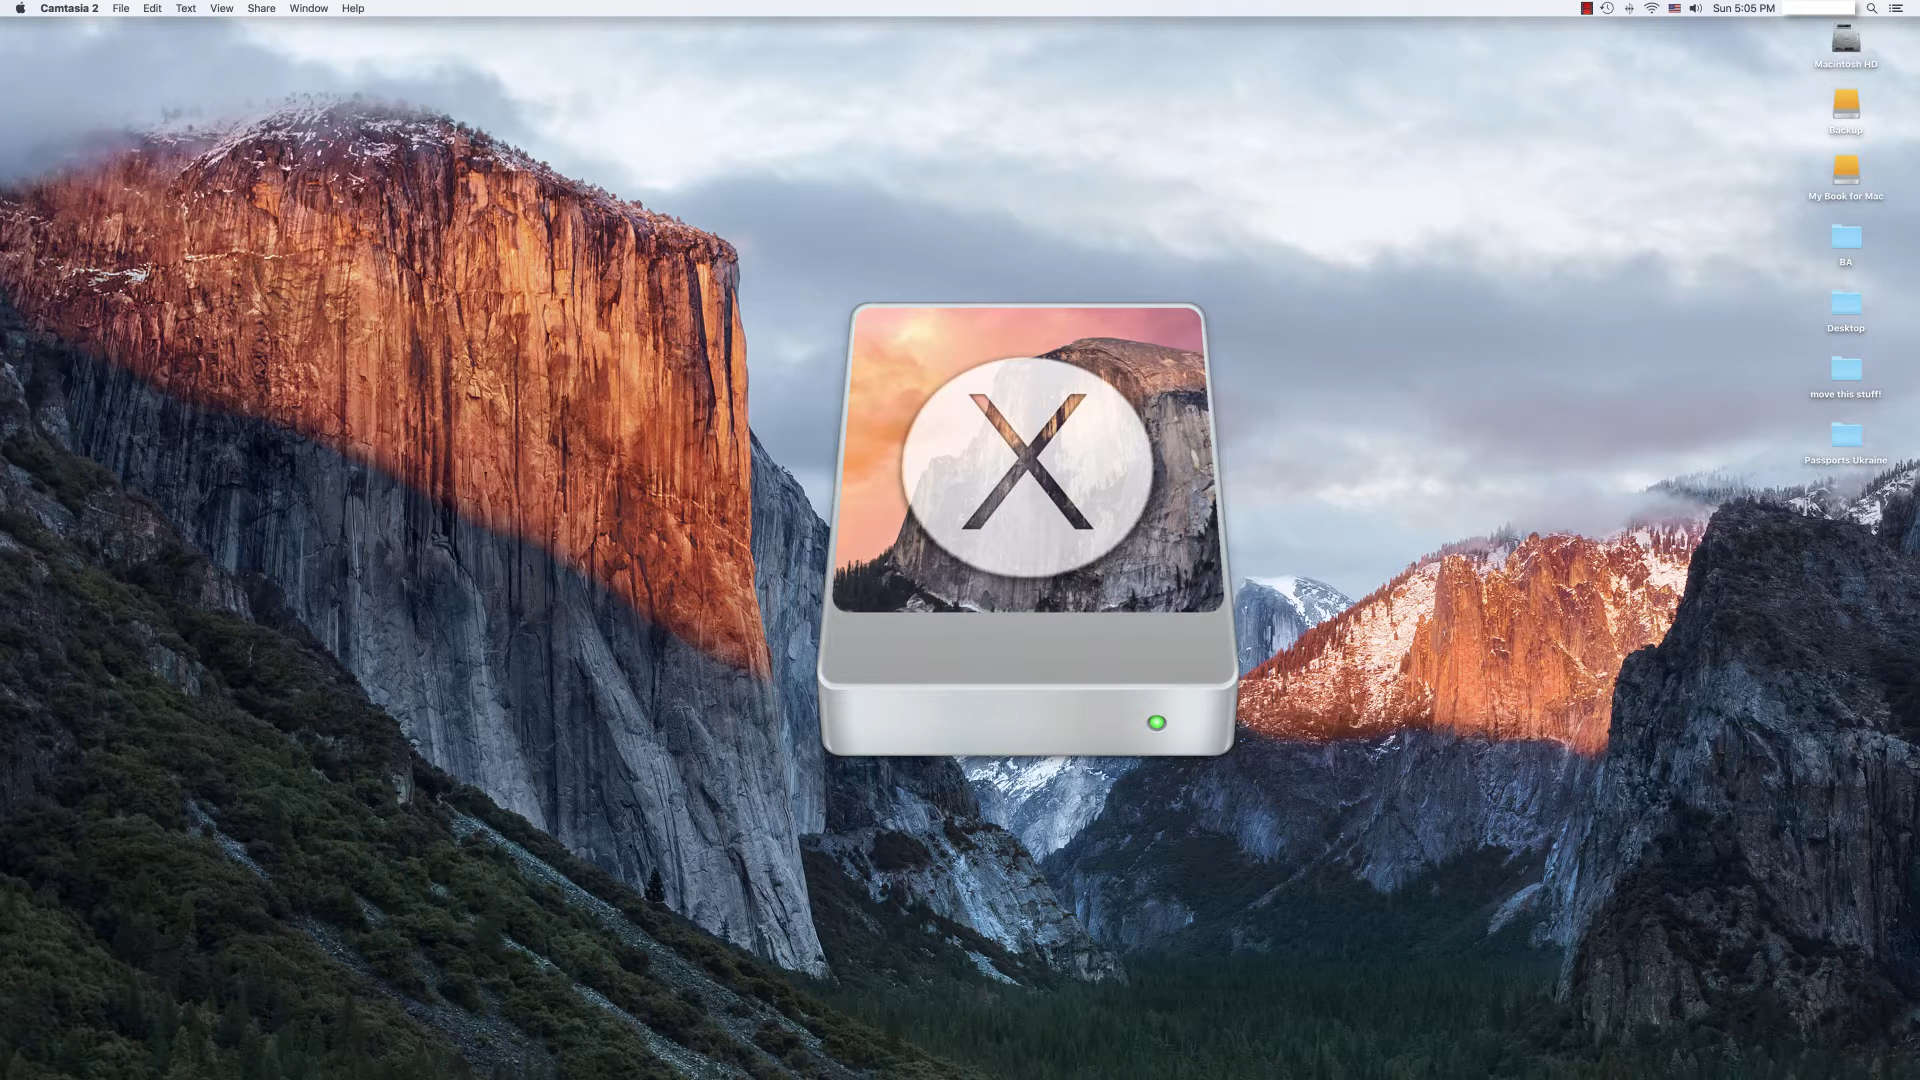 Camtasia 2 File Edit Text View Share Window Help Sun 5:05 PM
Macintosh HD
Backup
My Book for Mac
BA
Desktop
X
move this stuff!
Passports Ukraine